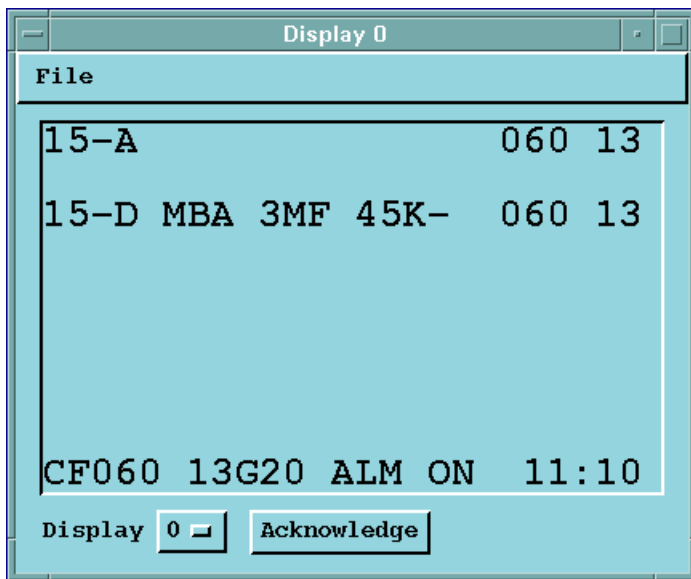 Display 0
File
15-A 060 13
15-D MBA 3MF 45K- 060 13
CF060 13G20 ALM ON 11:10
Display 0 Acknowledge